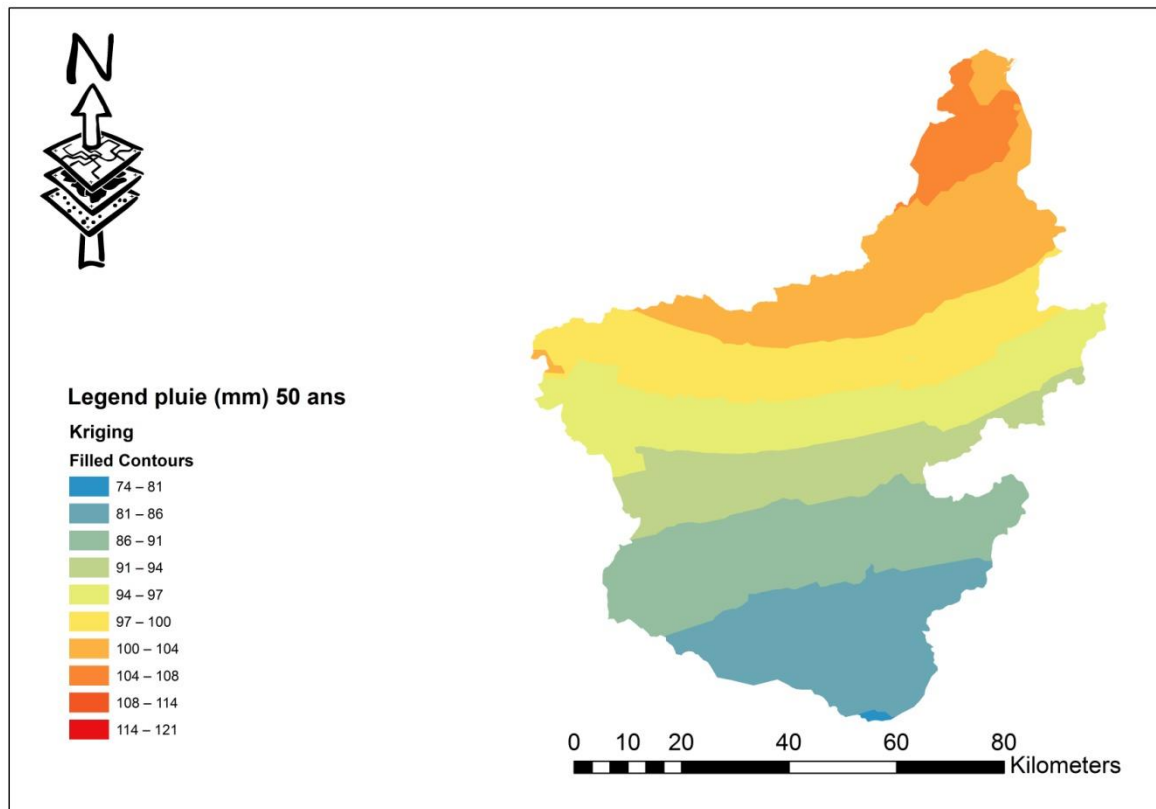 N
Legend pluie (mm) 50 ans
Kriging
Filled Contours
74 – 81
81 – 86
86 – 91
91 – 94
94 – 97
97 – 100
100 – 104
104 – 108
108 – 114
114 – 121
0 10 20 40 60 80
Kilometers